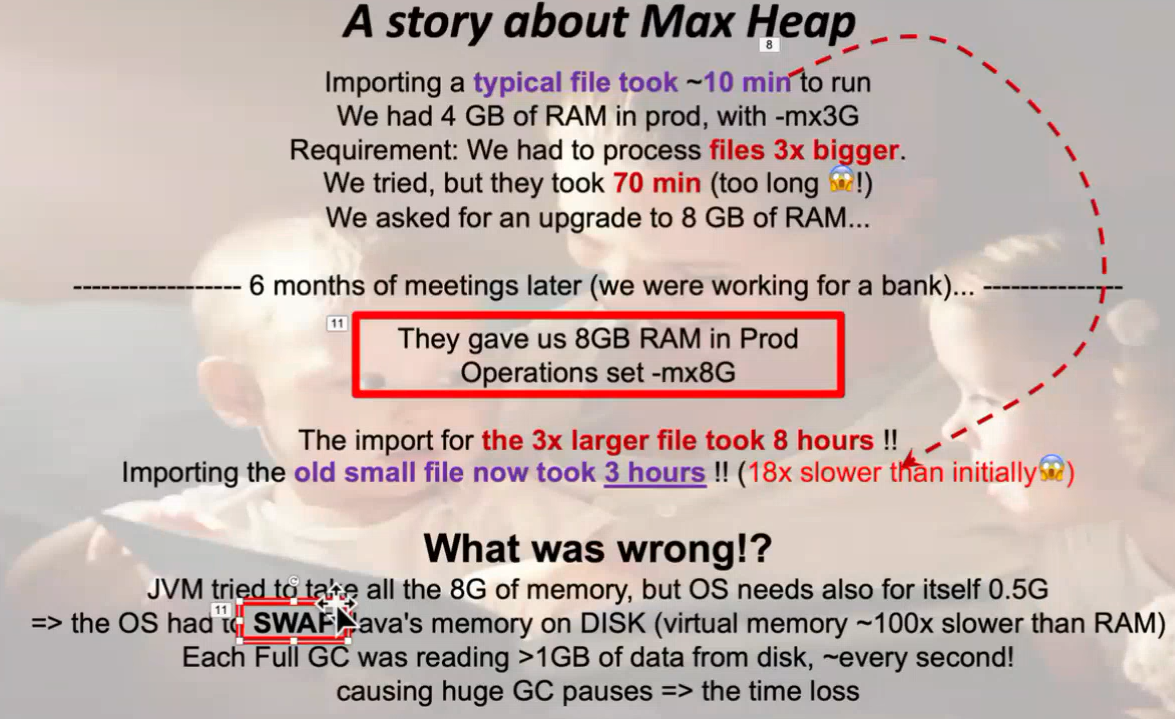 A story about Max Heap
8
Importing a typical file took ~10 min to run
We had 4 GB of RAM in prod, with -mx3G
Requirement: We had to process files 3x bigger.
We tried, but they took 70 min (too long 😱!)
We asked for an upgrade to 8 GB of RAM...
------------------ 6 months of meetings later (we were working for a bank)... ---------------
11
They gave us 8GB RAM in Prod
Operations set -mx8G
The import for the 3x larger file took 8 hours !!
Importing the old small file now took 3 hours !! (18x slower than initially😱)
What was wrong!?
JVM tried to take all the 8G of memory, but OS needs also for itself 0.5G
11
=> the OS had to SWAP Java's memory on DISK (virtual memory ~100x slower than RAM)
Each Full GC was reading >1GB of data from disk, ~every second!
causing huge GC pauses => the time loss